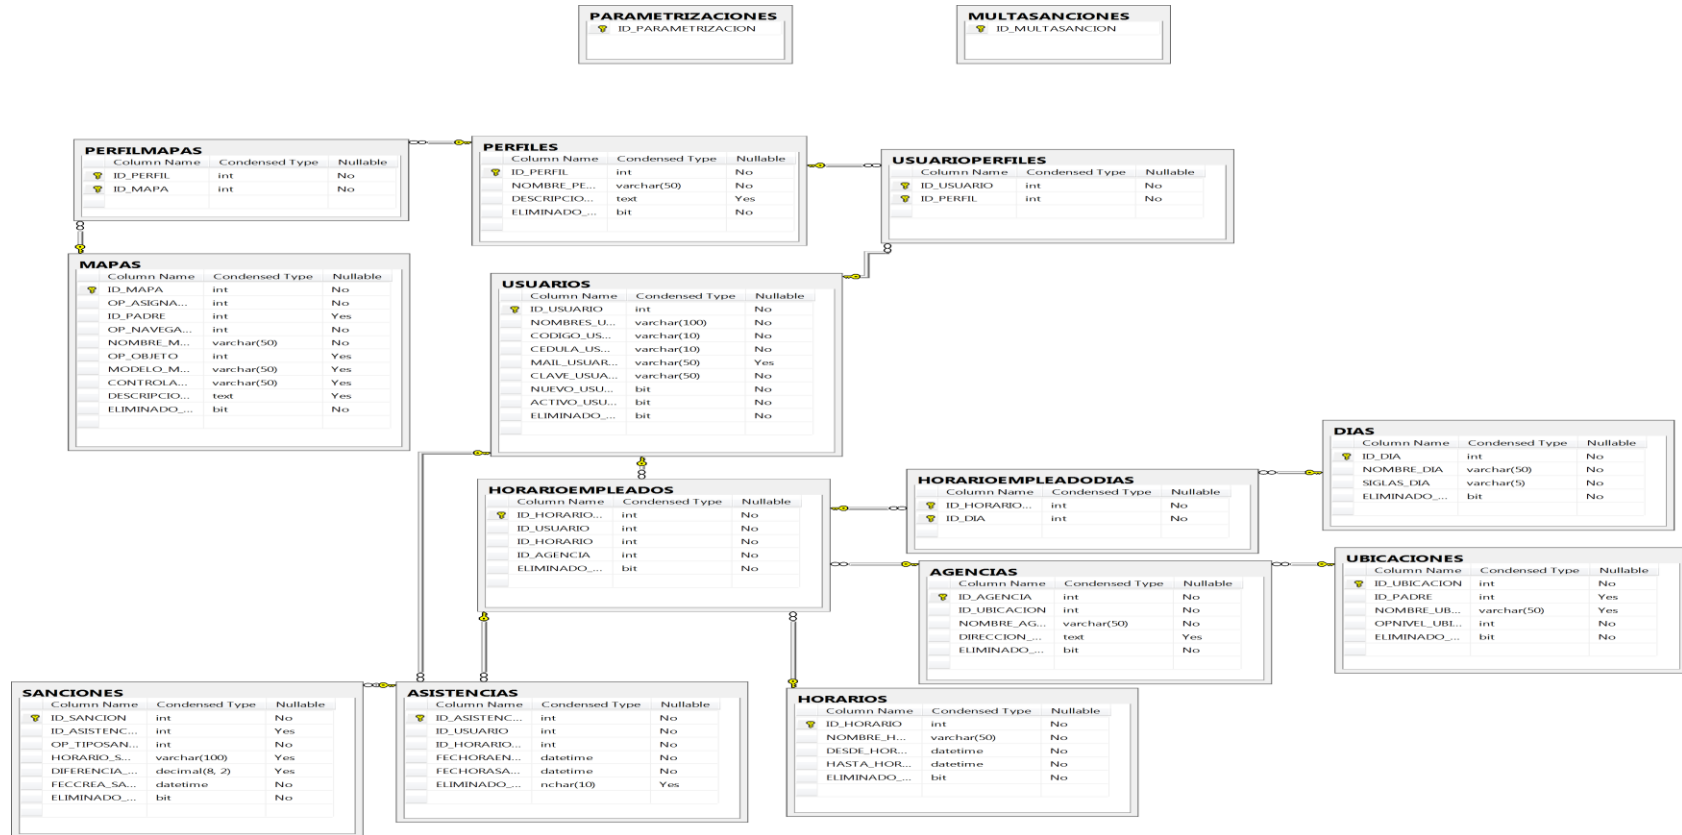 PARAMETRIZACIONES
ID_PARAMETRIZACION
MULTASANCIONES
ID_MULTASANCION
PERFILMAPAS
Column Name Condensed Type Nullable
ID_PERFIL int No
ID_MAPA int No
PERFILES
Column Name Condensed Type Nullable
ID_PERFIL int No
NOMBRE_PE... varchar(50) No
DESCRIPCIO... text Yes
ELIMINADO_... bit No
USUARIOPERFILES
Column Name Condensed Type Nullable
ID_USUARIO int No
ID_PERFIL int No
MAPAS
Column Name Condensed Type Nullable
ID_MAPA int No
OP_ASIGNA... int No
ID_PADRE int Yes
OP_NAVEGA... int No
NOMBRE_M... varchar(50) No
OP_OBJETO int Yes
MODELO_M... varchar(50) Yes
CONTROLA... varchar(50) Yes
DESCRIPCIO... text Yes
ELIMINADO_... bit No
USUARIOS
Column Name Condensed Type Nullable
ID_USUARIO int No
NOMBRES_U... varchar(100) No
CODIGO_US... varchar(10) No
CEDULA_US... varchar(10) No
MAIL_USUAR... varchar(50) Yes
CLAVE_USUA... varchar(50) No
NUEVO_USU... bit No
ACTIVO_USU... bit No
ELIMINADO_... bit No
DIAS
Column Name Condensed Type Nullable
ID_DIA int No
NOMBRE_DIA varchar(50) No
SIGLAS_DIA varchar(5) No
ELIMINADO_... bit No
HORARIOEMPLEADOS
Column Name Condensed Type Nullable
ID_HORARIO... int No
ID_USUARIO int No
ID_HORARIO int No
ID_AGENCIA int No
ELIMINADO_... bit No
HORARIOEMPLEADODIAS
Column Name Condensed Type Nullable
ID_HORARIO... int No
ID_DIA int No
AGENCIAS
Column Name Condensed Type Nullable
ID_AGENCIA int No
ID_UBICACION int No
NOMBRE_AG... varchar(50) No
DIRECCION_... text Yes
ELIMINADO_... bit No
UBICACIONES
Column Name Condensed Type Nullable
ID_UBICACION int No
ID_PADRE int Yes
NOMBRE_UB... varchar(50) Yes
OPNIVEL_UBI... int No
ELIMINADO_... bit No
SANCIONES
Column Name Condensed Type Nullable
ID_SANCION int No
ID_ASISTENC... int Yes
OP_TIPOSAN... int No
HORARIO_S... varchar(100) Yes
DIFERENCIA_... decimal(8, 2) Yes
FECCREA_SA... datetime No
ELIMINADO_... bit No
ASISTENCIAS
Column Name Condensed Type Nullable
ID_ASISTENC... int No
ID_USUARIO int No
ID_HORARIO... int No
FECHORAEN... datetime No
FECHORASA... datetime No
ELIMINADO_... nchar(10) Yes
HORARIOS
Column Name Condensed Type Nullable
ID_HORARIO int No
NOMBRE_H... varchar(50) No
DESDE_HOR... datetime No
HASTA_HOR... datetime No
ELIMINADO_... bit No